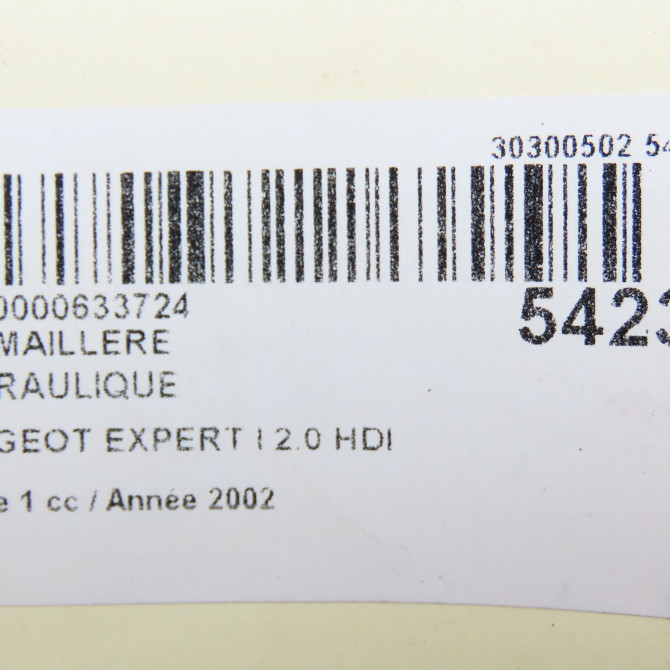 30300502 54
0000633724
5423
MAILLERE
RAULIQUE
GEOT EXPERT I 2.0 HDI
e 1 cc / Année 2002